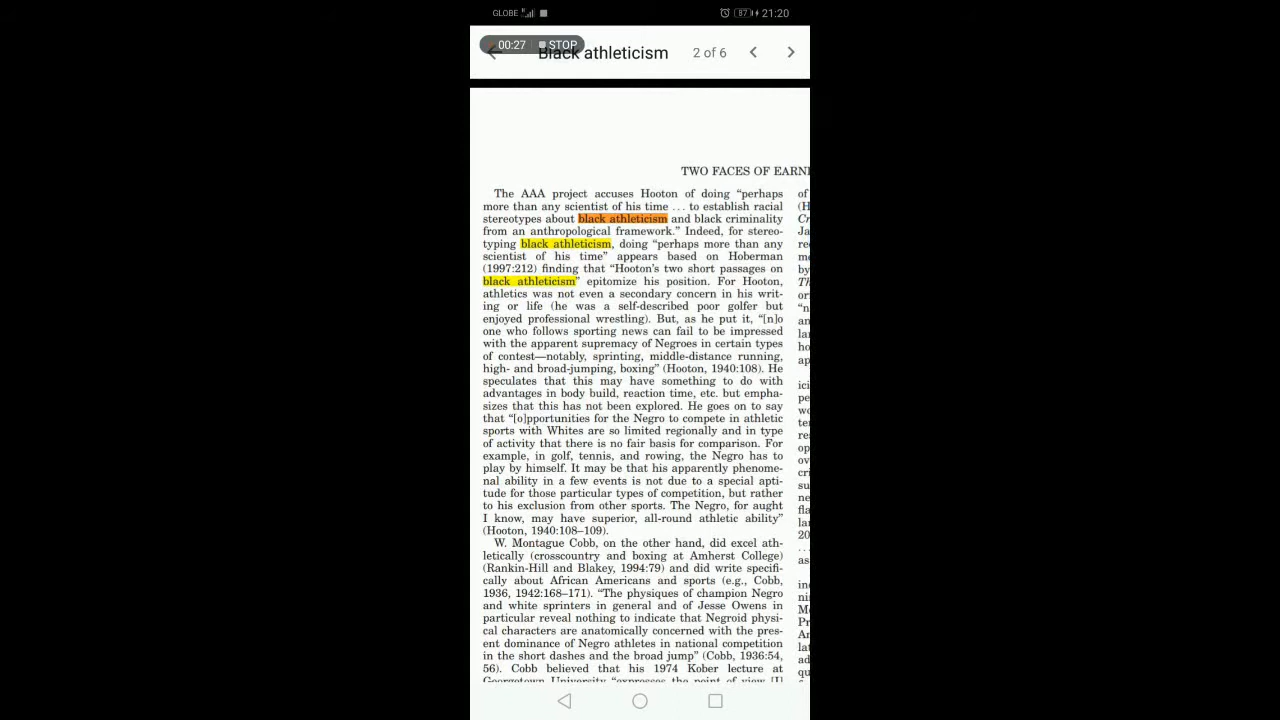 GLOBE
87
21:20
00:27 STOP
Black athleticism
2 of 6
TWO FACES OF EARN
The AAA project accuses Hooton of doing “perhaps
more than any scientist of his time ... to establish racial
stereotypes about black athleticism and black criminality
from an anthropological framework.” Indeed, for stereo-
typing black athleticism, doing “perhaps more than any
scientist of his time” appears based on Hoberman
(1997:212) finding that “Hooton’s two short passages on
black athleticism” epitomize his position. For Hooton,
athletics was not even a secondary concern in his writ-
ing or life (he was a self-described poor golfer but
enjoyed professional wrestling). But, as he put it, “[n]o
one who follows sporting news can fail to be impressed
with the apparent supremacy of Negroes in certain types
of contest—notably, sprinting, middle-distance running,
high- and broad-jumping, boxing” (Hooton, 1940:108). He
speculates that this may have something to do with
advantages in body build, reaction time, etc. but empha-
sizes that this has not been explored. He goes on to say
that “[o]pportunities for the Negro to compete in athletic
sports with Whites are so limited regionally and in type
of activity that there is no fair basis for comparison. For
example, in golf, tennis, and rowing, the Negro has to
play by himself. It may be that his apparently phenome-
nal ability in a few events is not due to a special apti-
tude for those particular types of competition, but rather
to his exclusion from other sports. The Negro, for aught
I know, may have superior, all-round athletic ability”
(Hooton, 1940:108–109).
W. Montague Cobb, on the other hand, did excel ath-
letically (crosscountry and boxing at Amherst College)
(Rankin-Hill and Blakey, 1994:79) and did write specifi-
cally about African Americans and sports (e.g., Cobb,
1936, 1942:168–171). “The physiques of champion Negro
and white sprinters in general and of Jesse Owens in
particular reveal nothing to indicate that Negroid physi-
cal characters are anatomically concerned with the pres-
ent dominance of Negro athletes in national competition
in the short dashes and the broad jump” (Cobb, 1936:54,
56). Cobb believed that his 1974 Kober lecture at
Georgetown University “expresses the point of view [I]